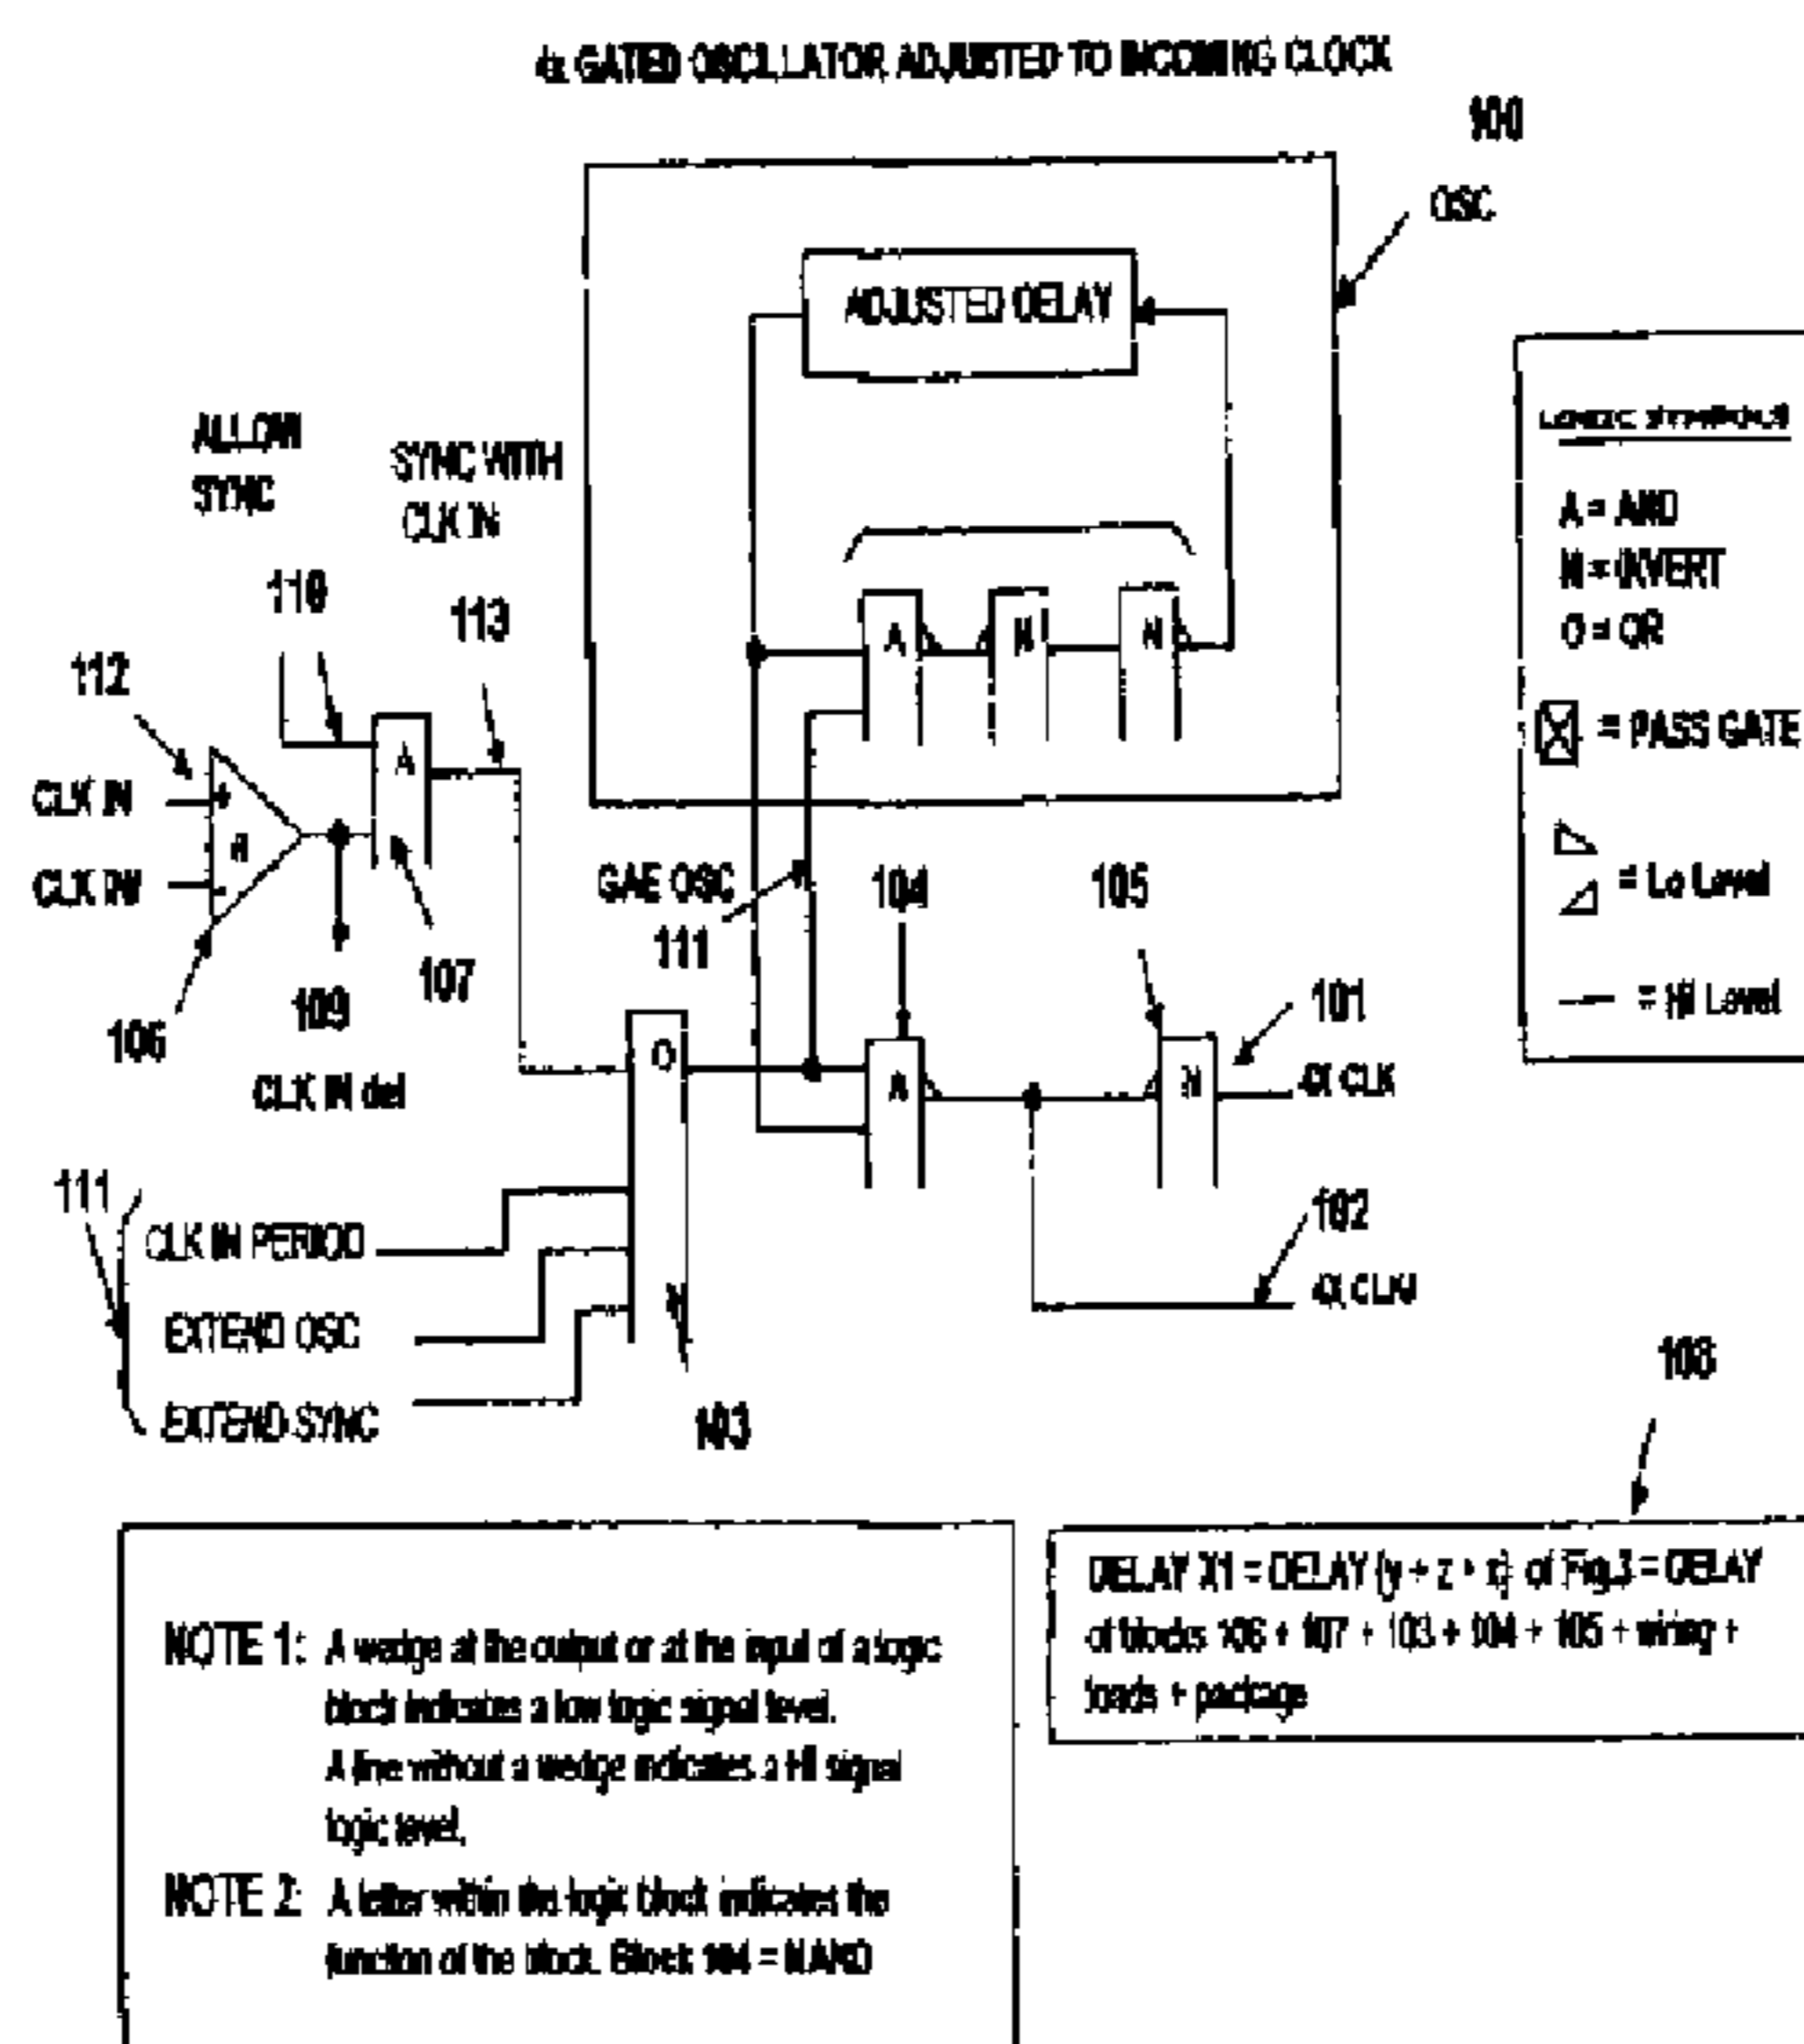 4x GATED OSCILLATOR ADJUSTED TO INCOMING CLOCK
100
OSC
ADJUSTED DELAY
ALLOW
SYNC
SYNC WITH
CLK IN
110
113
112
A
N
N
A
CLK IN
+
CLK IN/
-
106
109
107
CLK IN del
GAE OSC
111
104
105
101
O
A
N
4X CLK
102
4X CLK/
111
CLK IN PERIOD
EXTEND OSC
EXTEND SYNC
103
A = AND
N = INVERT
O = OR
= PASS GATE
= Lo Level
= Hi Level
108
DELAY X1 = DELAY (y + z + r) of Fig.3 = DELAY
of blocks 106 + 107 + 103 + 104 + 105 + wiring +
loads + package
NOTE 1: A wedge at the output or at the input of a logic
block indicates a low logic signal level.
A line without a wedge indicates a HI signal
logic level.
NOTE 2: A letter within the logic block indicates the
function of the block. Block 104 = NAND